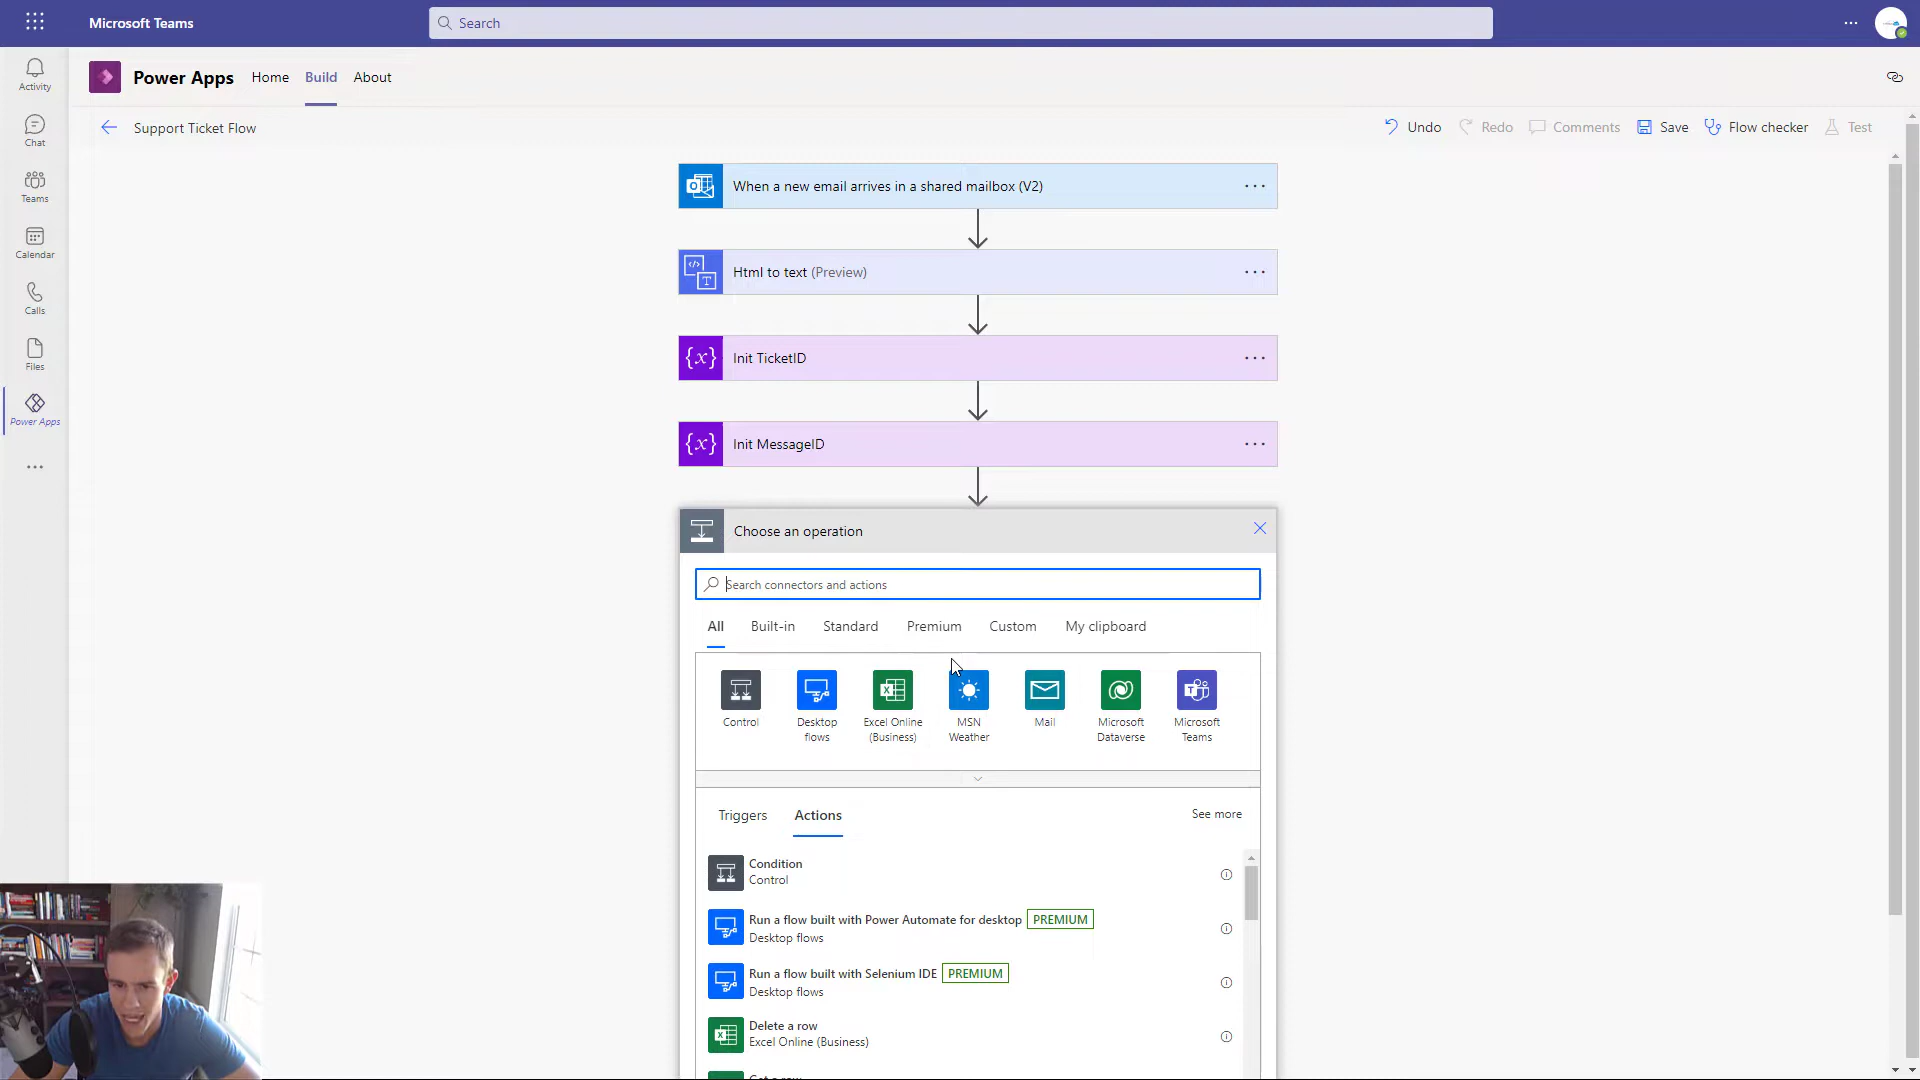 Microsoft Teams
Search
Power Apps Home Build About
Support Ticket Flow
Undo Redo Comments Save Flow checker Test
Activity
Chat
Teams
Calendar
Calls
Files
Power Apps
When a new email arrives in a shared mailbox (V2)
Html to text (Preview)
Init TicketID
Init MessageID
Choose an operation
Search connectors and actions
All Built-in Standard Premium Custom My clipboard
Control
Desktop flows
Excel Online (Business)
MSN Weather
Mail
Microsoft Dataverse
Microsoft Teams
Triggers Actions See more
Condition
Control
Run a flow built with Power Automate for desktop PREMIUM
Desktop flows
Run a flow built with Selenium IDE PREMIUM
Desktop flows
Delete a row
Excel Online (Business)